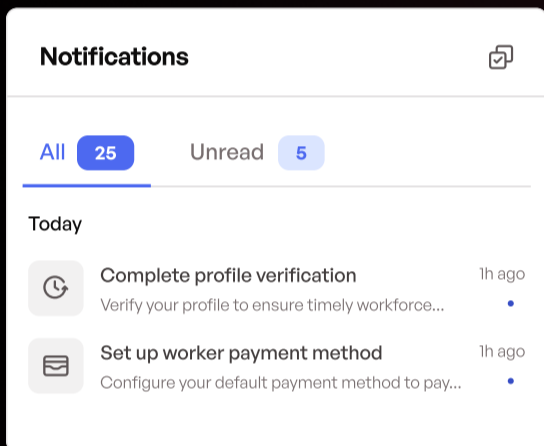 Notifications
All 25 Unread 5
Today
Complete profile verification 1h ago
Verify your profile to ensure timely workforce...
Set up worker payment method 1h ago
Configure your default payment method to pay...